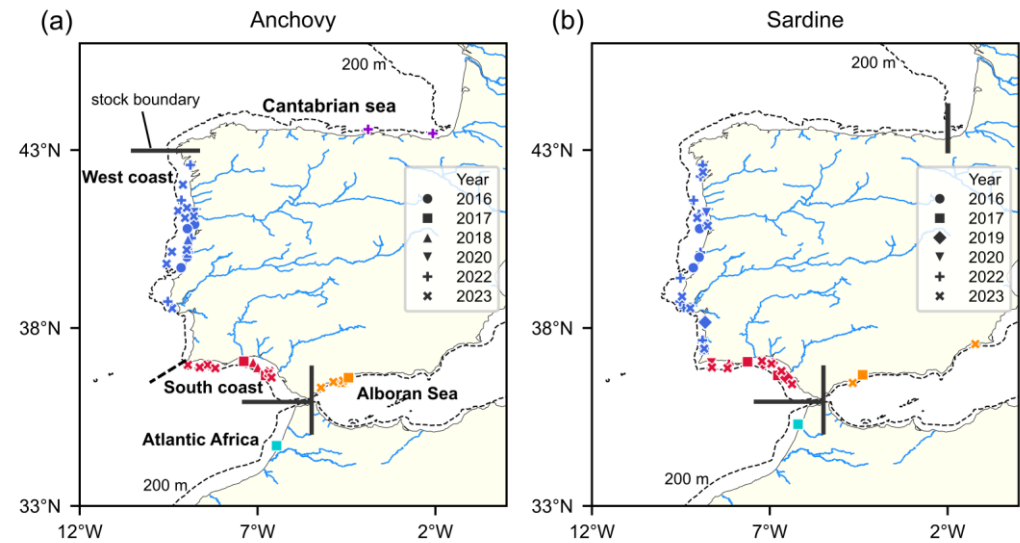 (a)
Anchovy
200 m
stock boundary
Cantabrian sea
43°N
West coast
Year
2016
2017
2018
2020
2022
2023
38°N
South coast
Alboran Sea
Atlantic Africa
200 m
33°N
12°W
7°W
2°W
(b)
Sardine
200 m
43°N
Year
2016
2017
2019
2020
2022
2023
38°N
200 m
33°N
12°W
7°W
2°W